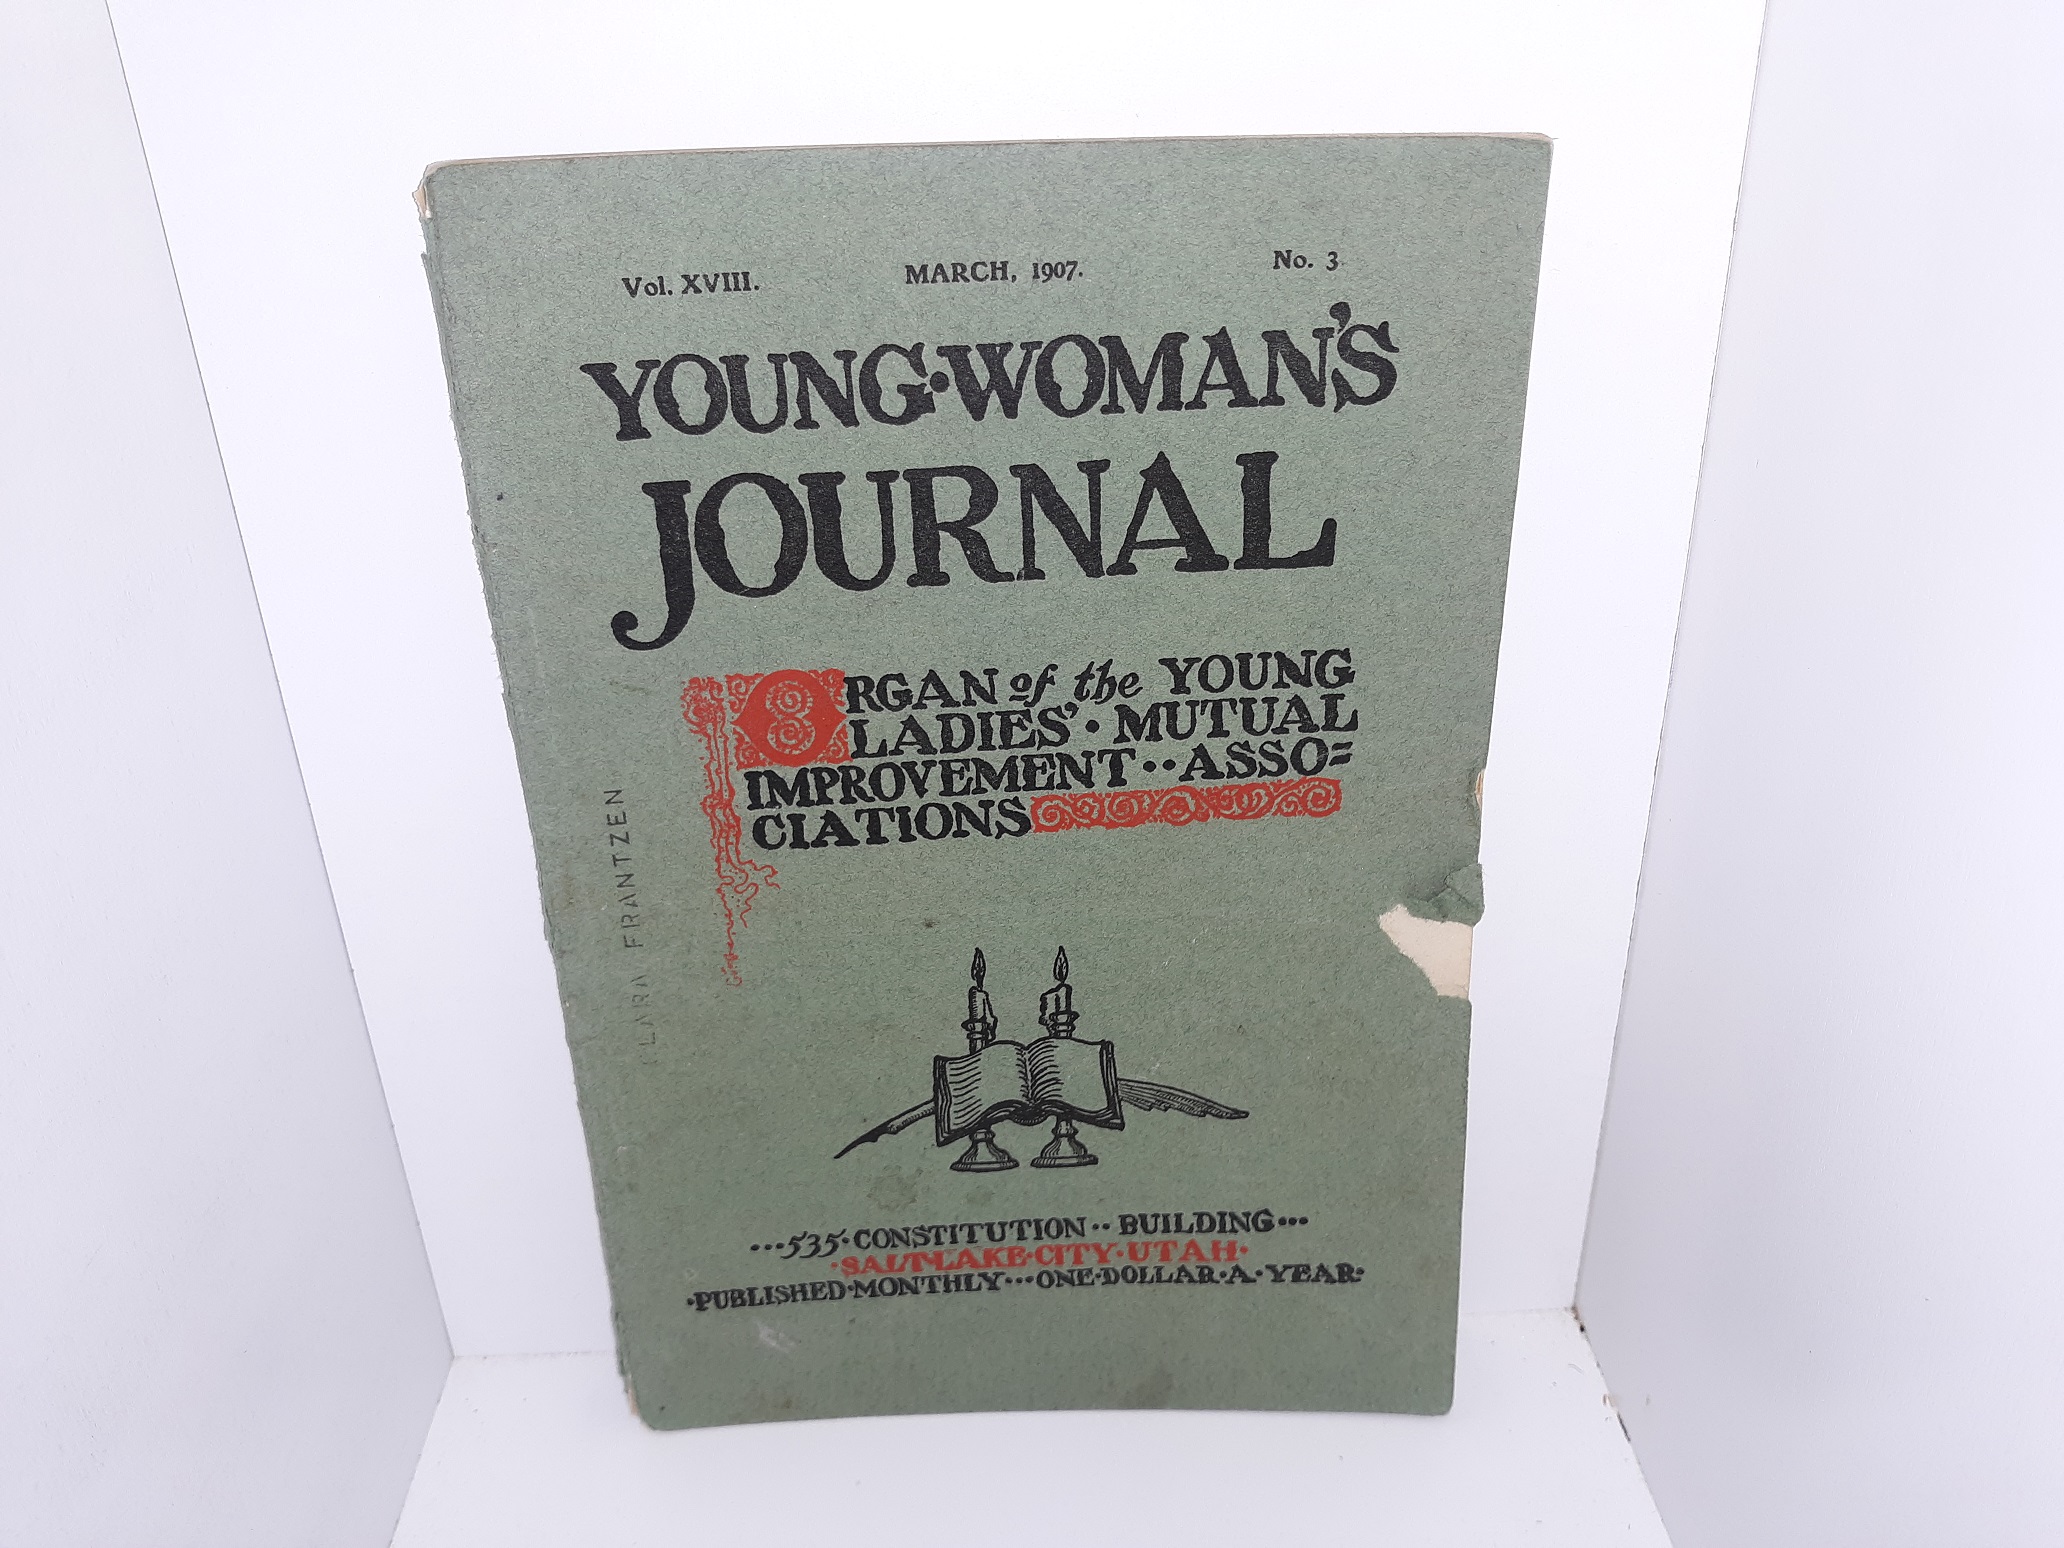 Vol. XVIII. MARCH, 1907. No. 3
YOUNG·WOMAN'S
JOURNAL
ORGAN of the YOUNG
LADIES'·MUTUAL
IMPROVEMENT··ASSO=
CIATIONS
CLARA FRANTZEN
···535·CONSTITUTION··BUILDING···
·SALT·LAKE·CITY·UTAH·
·PUBLISHED·MONTHLY···ONE·DOLLAR·A·YEAR·